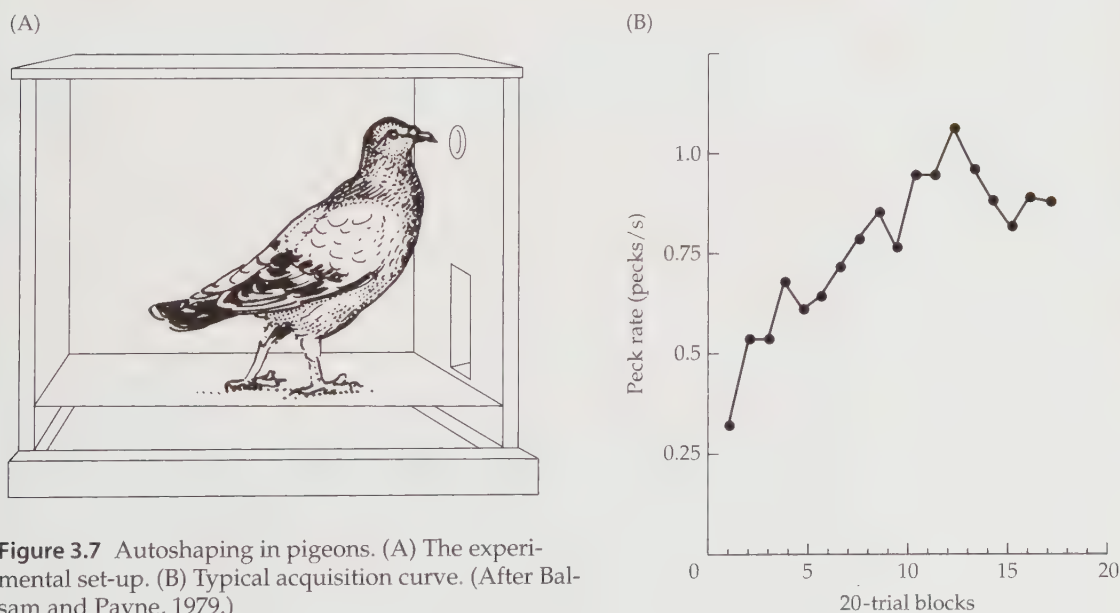 (A)
(B)
1.0
0.75
0.5
0.25
Peck rate (pecks/s)
0 5 10 15 20
20-trial blocks
Figure 3.7 Autoshaping in pigeons. (A) The experi-
mental set-up. (B) Typical acquisition curve. (After Bal-
sam and Payne, 1979.)